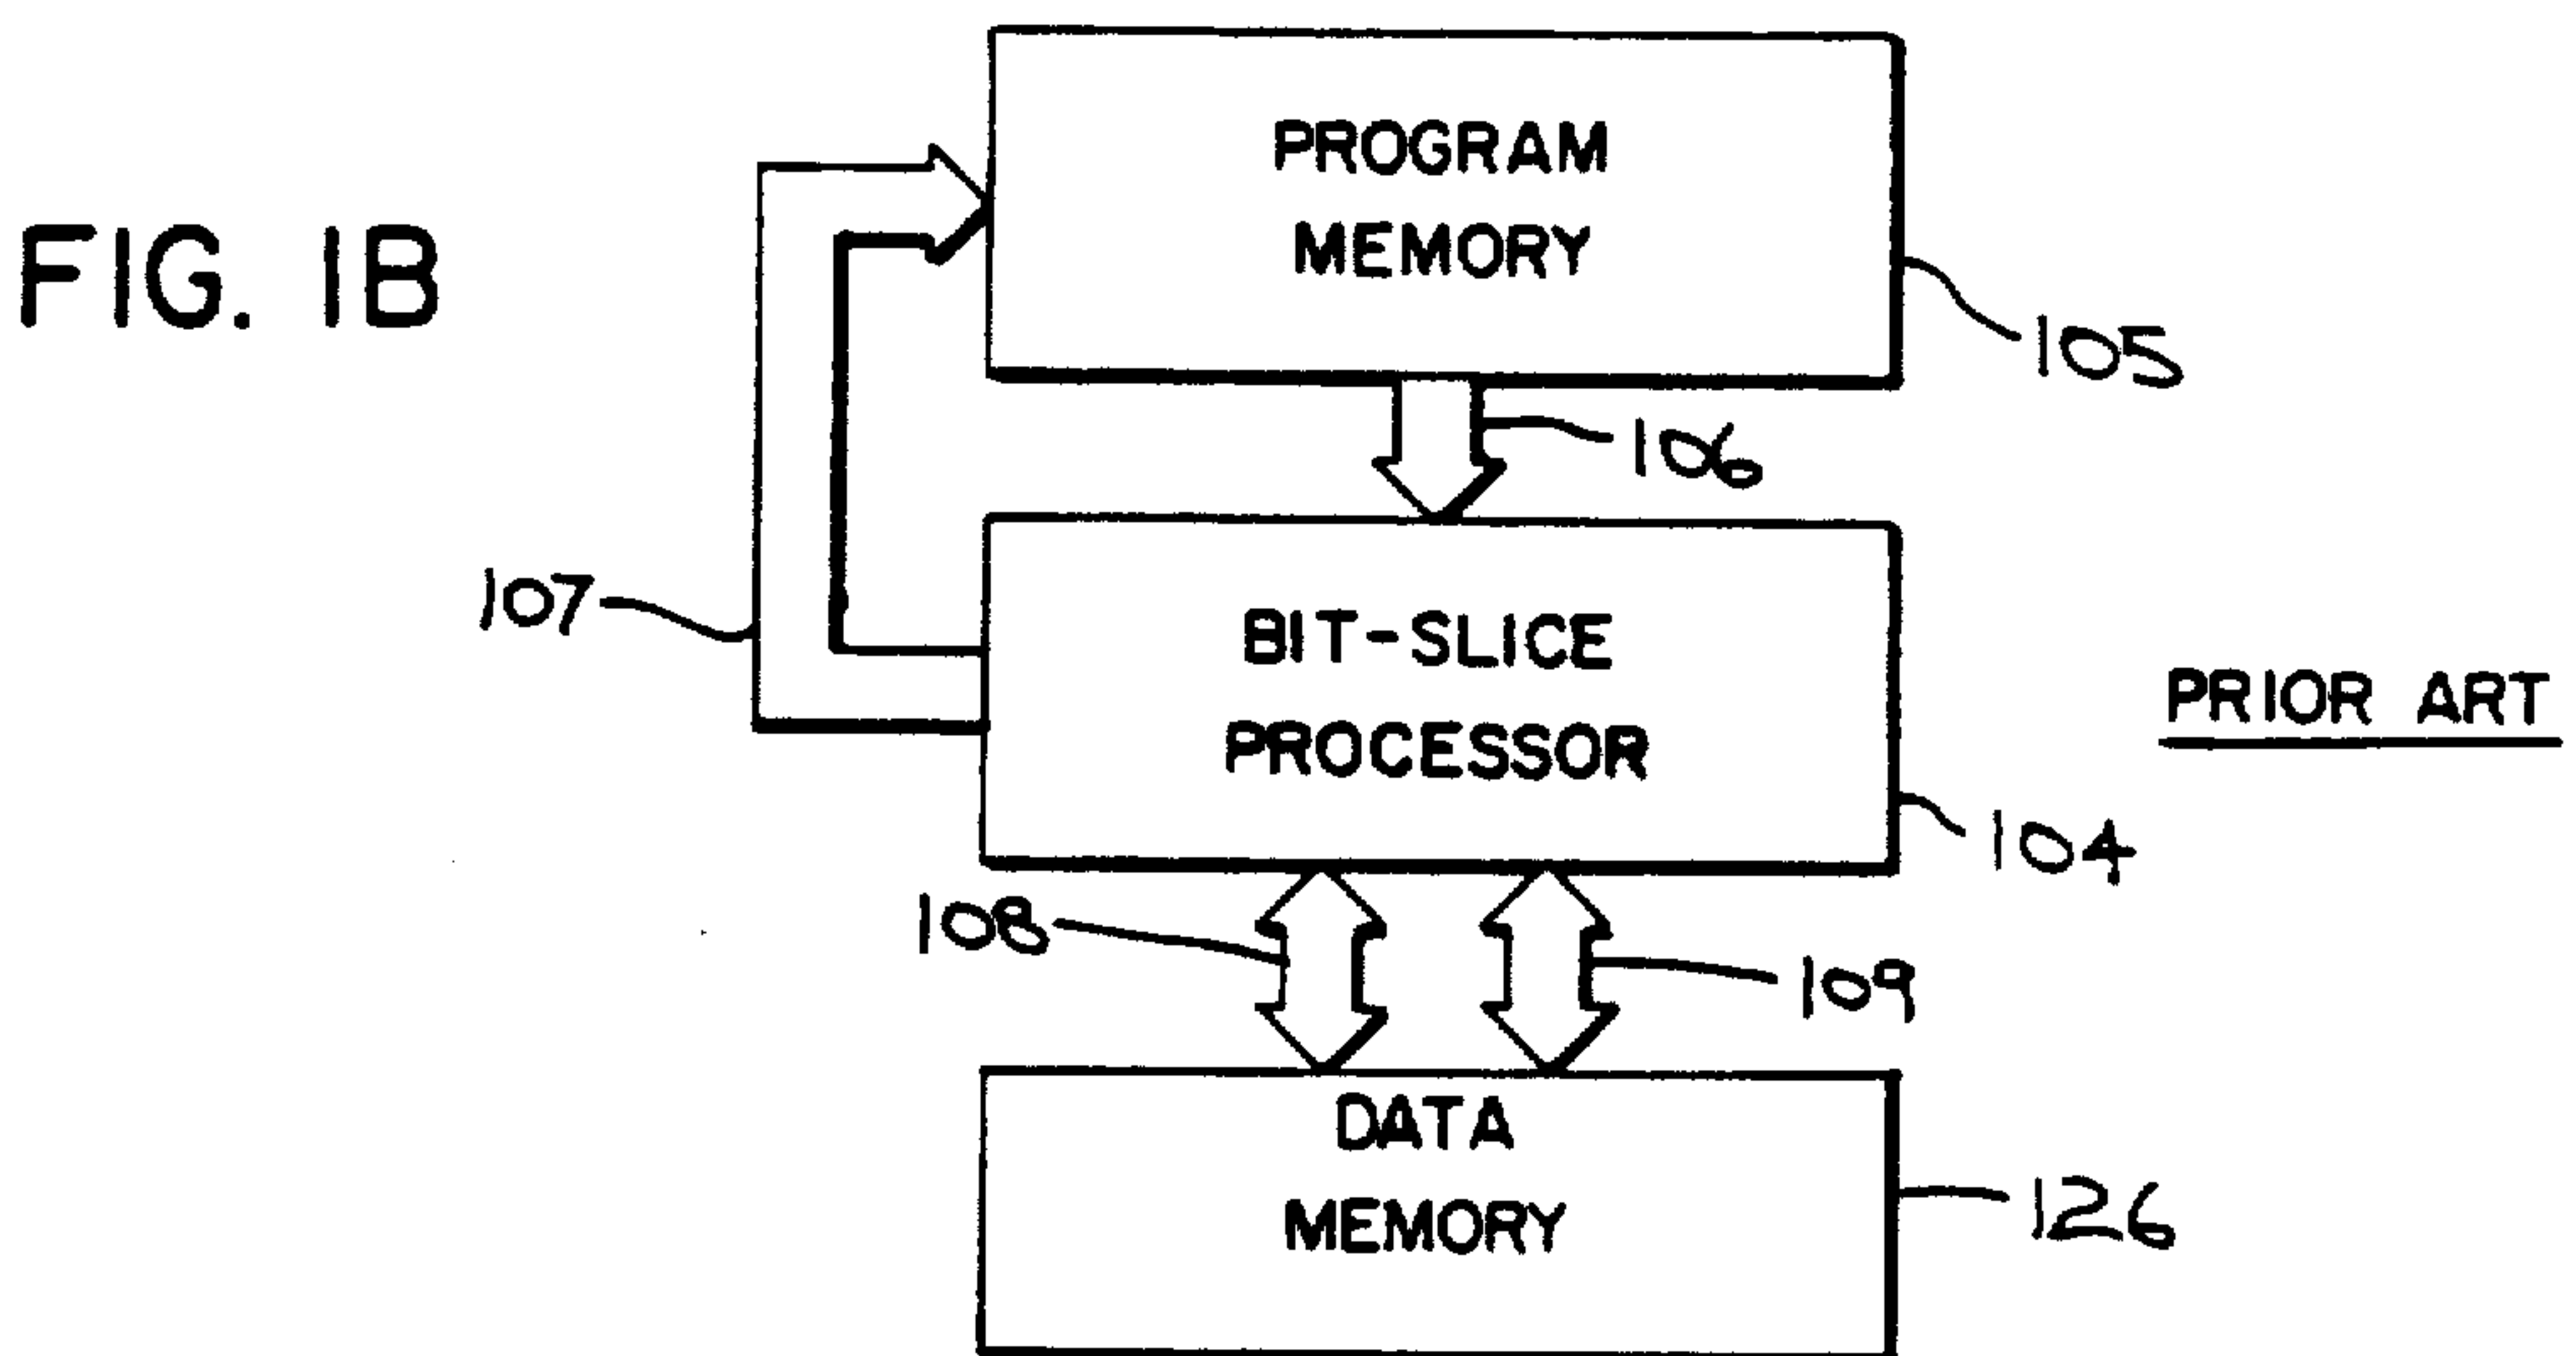 PROGRAM
MEMORY
FIG. 1B
105
106
107
BIT-SLICE
PROCESSOR
PRIOR ART
104
108
109
DATA
MEMORY
126